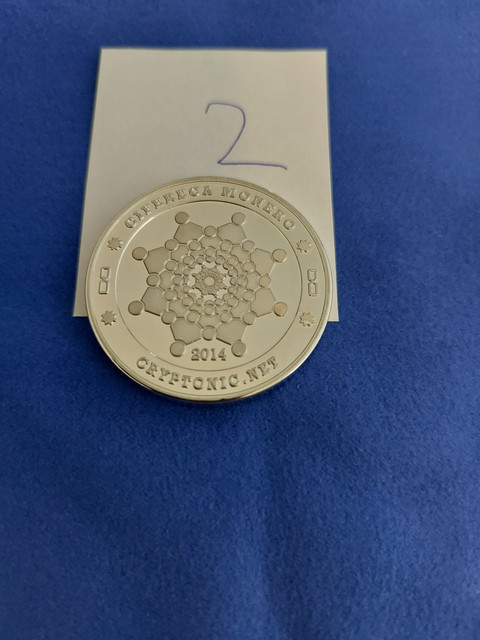 2
CIFERECA MONERO
2014
CRYPTONIC.NET